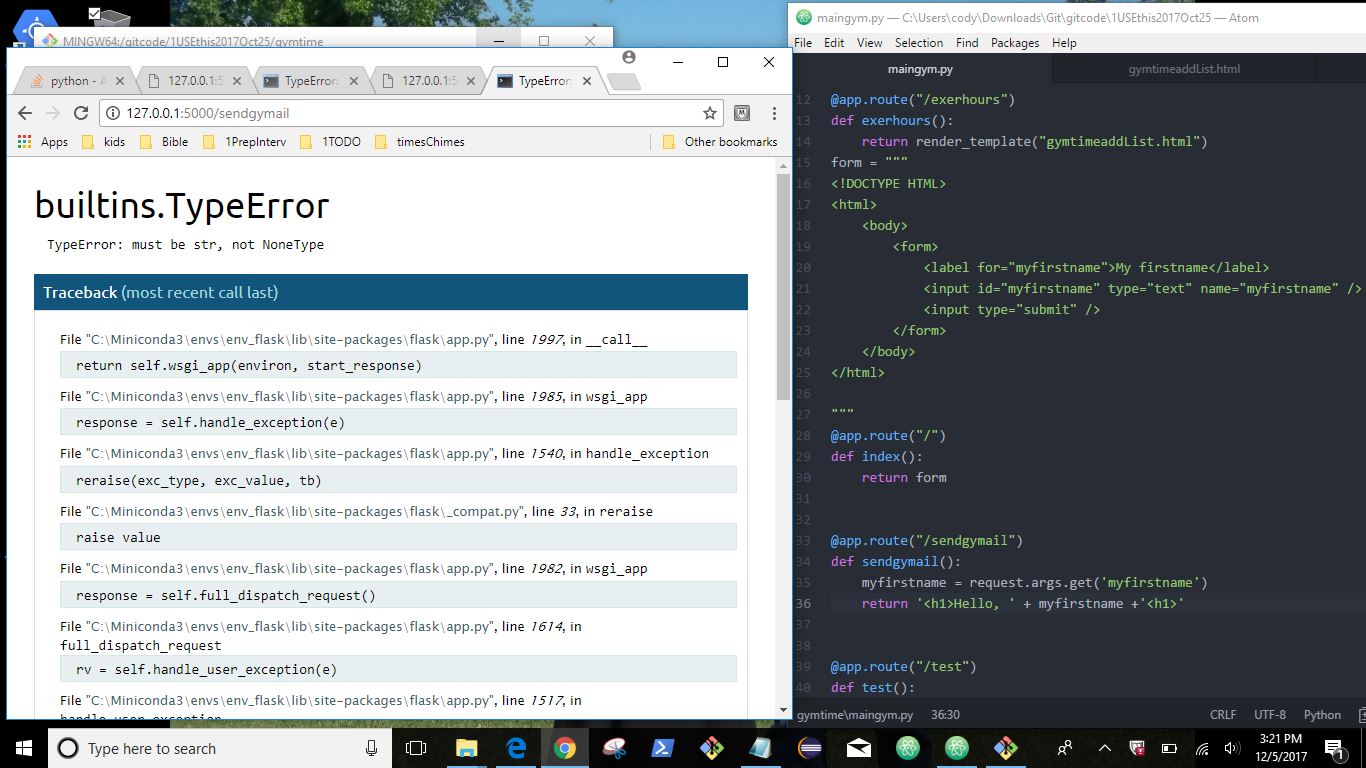 MINGW64:/gitcode/1USEthis2017Oct25/gymtime
python - A
127.0.0.1:5
TypeError:
127.0.0.1:5
TypeError:
127.0.0.1:5000/sendgymail
Apps
kids
Bible
1PrepInterv
1TODO
timesChimes
Other bookmarks
builtins.TypeError
TypeError: must be str, not NoneType
Traceback (most recent call last)
File "C:\Miniconda3\envs\env_flask\lib\site-packages\flask\app.py", line 1997, in __call__
return self.wsgi_app(environ, start_response)
File "C:\Miniconda3\envs\env_flask\lib\site-packages\flask\app.py", line 1985, in wsgi_app
response = self.handle_exception(e)
File "C:\Miniconda3\envs\env_flask\lib\site-packages\flask\app.py", line 1540, in handle_exception
reraise(exc_type, exc_value, tb)
File "C:\Miniconda3\envs\env_flask\lib\site-packages\flask\_compat.py", line 33, in reraise
raise value
File "C:\Miniconda3\envs\env_flask\lib\site-packages\flask\app.py", line 1982, in wsgi_app
response = self.full_dispatch_request()
File "C:\Miniconda3\envs\env_flask\lib\site-packages\flask\app.py", line 1614, in
full_dispatch_request
rv = self.handle_user_exception(e)
File "C:\Miniconda3\envs\env_flask\lib\site-packages\flask\app.py", line 1517, in
handle_user_exception
maingym.py — C:\Users\cody\Downloads\Git\gitcode\1USEthis2017Oct25 — Atom
File Edit View Selection Find Packages Help
maingym.py
gymtimeaddList.html
12 @app.route("/exerhours")
13 def exerhours():
14 return render_template("gymtimeaddList.html")
15 form = """
16 <!DOCTYPE HTML>
17 <html>
18 <body>
19 <form>
20 <label for="myfirstname">My firstname</label>
21 <input id="myfirstname" type="text" name="myfirstname" />
22 <input type="submit" />
23 </form>
24 </body>
25 </html>
26
27 """
28 @app.route("/")
29 def index():
30 return form
31
32
33 @app.route("/sendgymail")
34 def sendgymail():
35 myfirstname = request.args.get('myfirstname')
36 return '<h1>Hello, ' + myfirstname +'<h1>'
37
38
39 @app.route("/test")
40 def test():
gymtime\maingym.py 36:30
CRLF UTF-8 Python
Type here to search
3:21 PM
12/5/2017
1